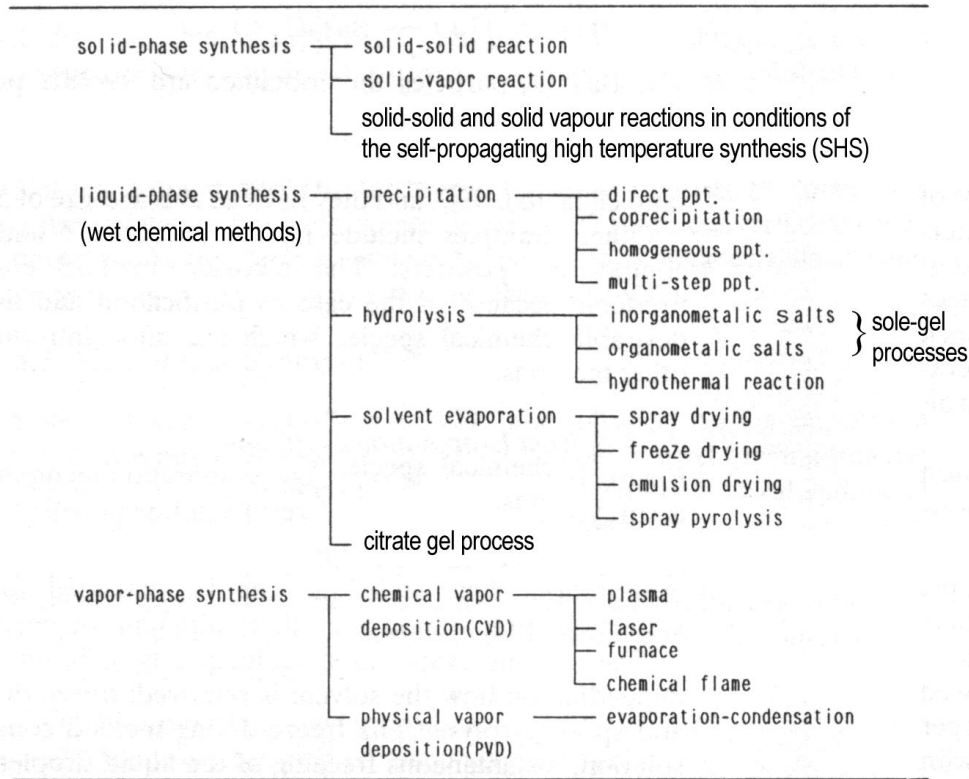 solid-phase synthesis solid-solid reaction
solid-vapor reaction
solid-solid and solid vapour reactions in conditions of
the self-propagating high temperature synthesis (SHS)
liquid-phase synthesis precipitation direct ppt.
(wet chemical methods) coprecipitation
homogeneous ppt.
multi-step ppt.
hydrolysis inorganometalic salts } sole-gel
organometalic salts processes
hydrothermal reaction
solvent evaporation spray drying
freeze drying
emulsion drying
spray pyrolysis
citrate gel process
vapor-phase synthesis chemical vapor plasma
deposition(CVD) laser
furnace
chemical flame
physical vapor evaporation-condensation
deposition(PVD)